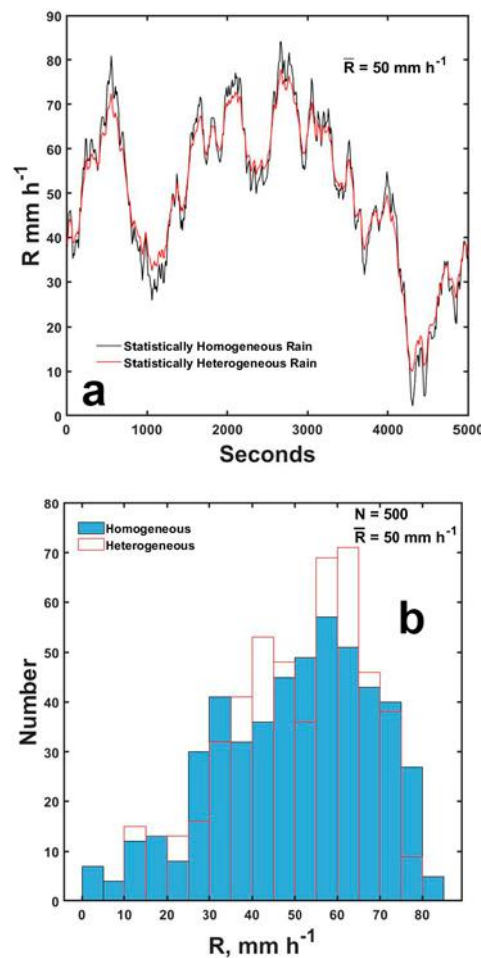 90
R̅ = 50 mm h⁻¹
80
70
60
50
40
30
20
10
0
R mm h⁻¹
Statistically Homogeneous Rain
Statistically Heterogeneous Rain
a
0 1000 2000 3000 4000 5000
Seconds
80
70
60
50
40
30
20
10
0
Number
Homogeneous
Heterogeneous
N = 500
R̅ = 50 mm h⁻¹
b
0 10 20 30 40 50 60 70 80
R, mm h⁻¹